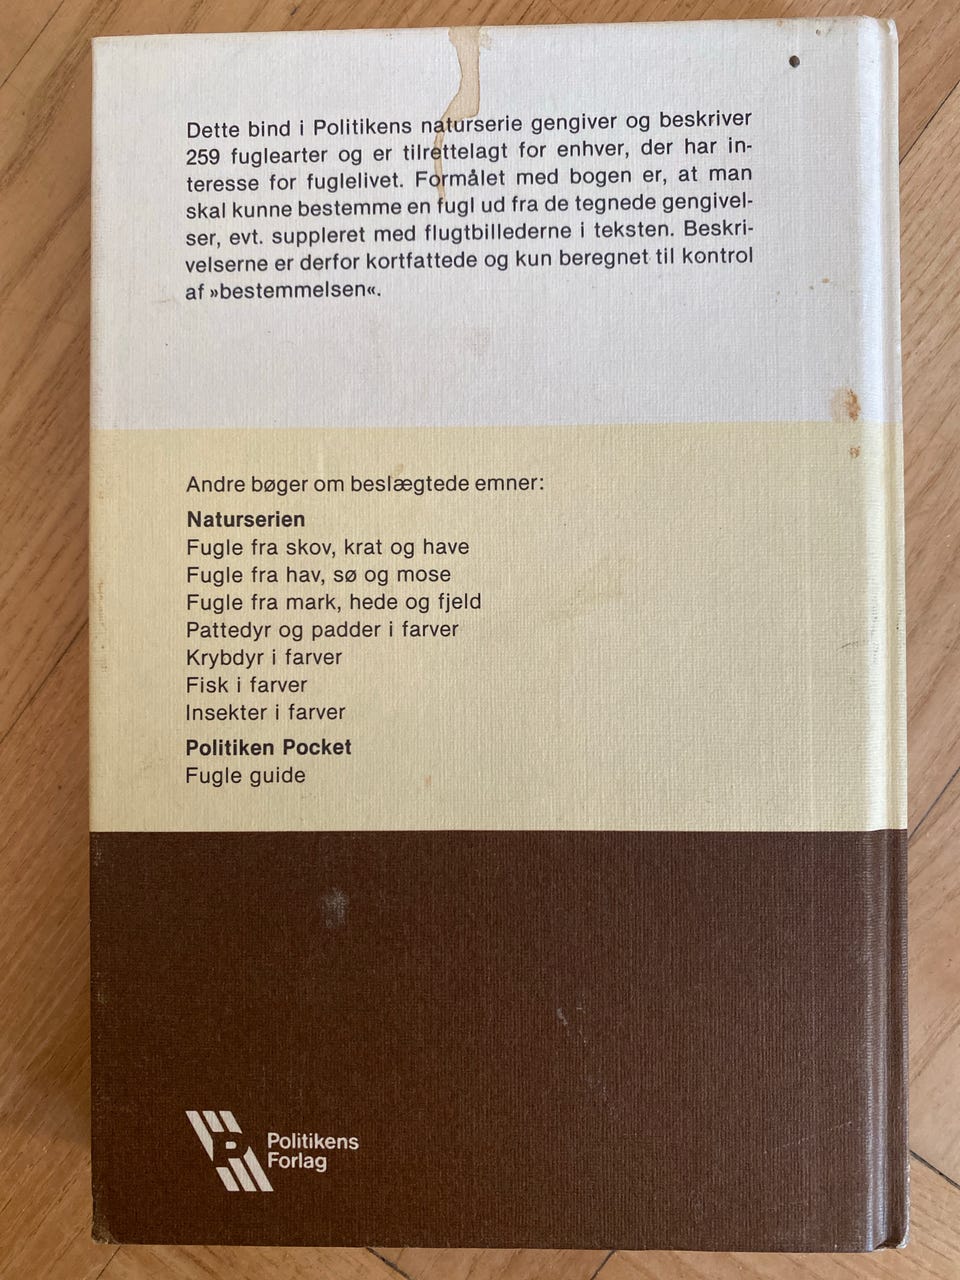 Dette bind i Politikens naturserie gengiver og beskriver
259 fuglearter og er tilrettelagt for enhver, der har in-
teresse for fuglelivet. Formålet med bogen er, at man
skal kunne bestemme en fugl ud fra de tegnede gengivel-
ser, evt. suppleret med flugtbillederne i teksten. Beskri-
velserne er derfor kortfattede og kun beregnet til kontrol
af »bestemmelsen«.
Andre bøger om beslægtede emner:
Naturserien
Fugle fra skov, krat og have
Fugle fra hav, sø og mose
Fugle fra mark, hede og fjeld
Pattedyr og padder i farver
Krybdyr i farver
Fisk i farver
Insekter i farver
Politiken Pocket
Fugle guide
Politikens
Forlag